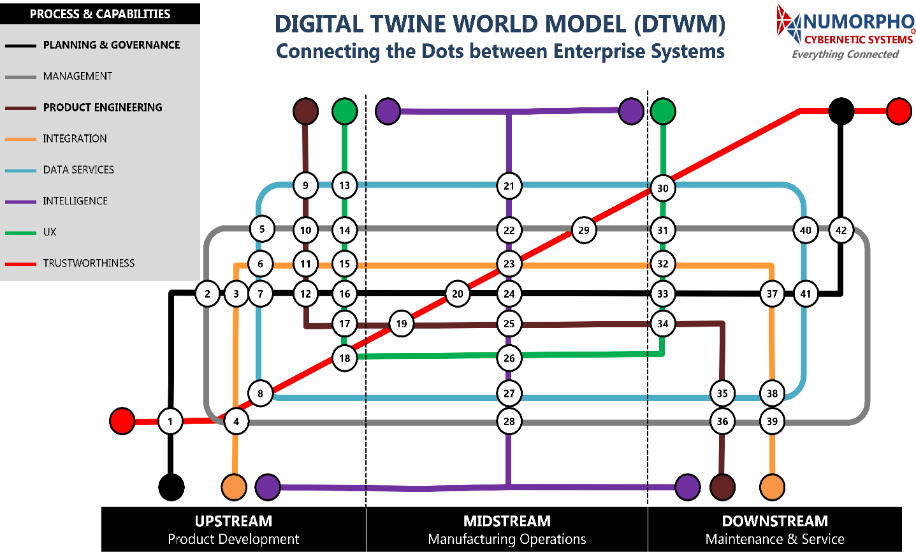 PROCESS & CAPABILITIES
PLANNING & GOVERNANCE
MANAGEMENT
PRODUCT ENGINEERING
INTEGRATION
DATA SERVICES
INTELLIGENCE
UX
TRUSTWORTHINESS
DIGITAL TWINE WORLD MODEL (DTWM)
Connecting the Dots between Enterprise Systems
NUMORPHO
CYBERNETIC SYSTEMS
Everything Connected
9 13 21 30
5 10 14 22 29 31 40 42
6 11 15 23 32
2 3 7 12 16 20 24 33 37 41
17 19 25 34
18 26
8 27 35 38
1 4 28 36 39
UPSTREAM
Product Development
MIDSTREAM
Manufacturing Operations
DOWNSTREAM
Maintenance & Service